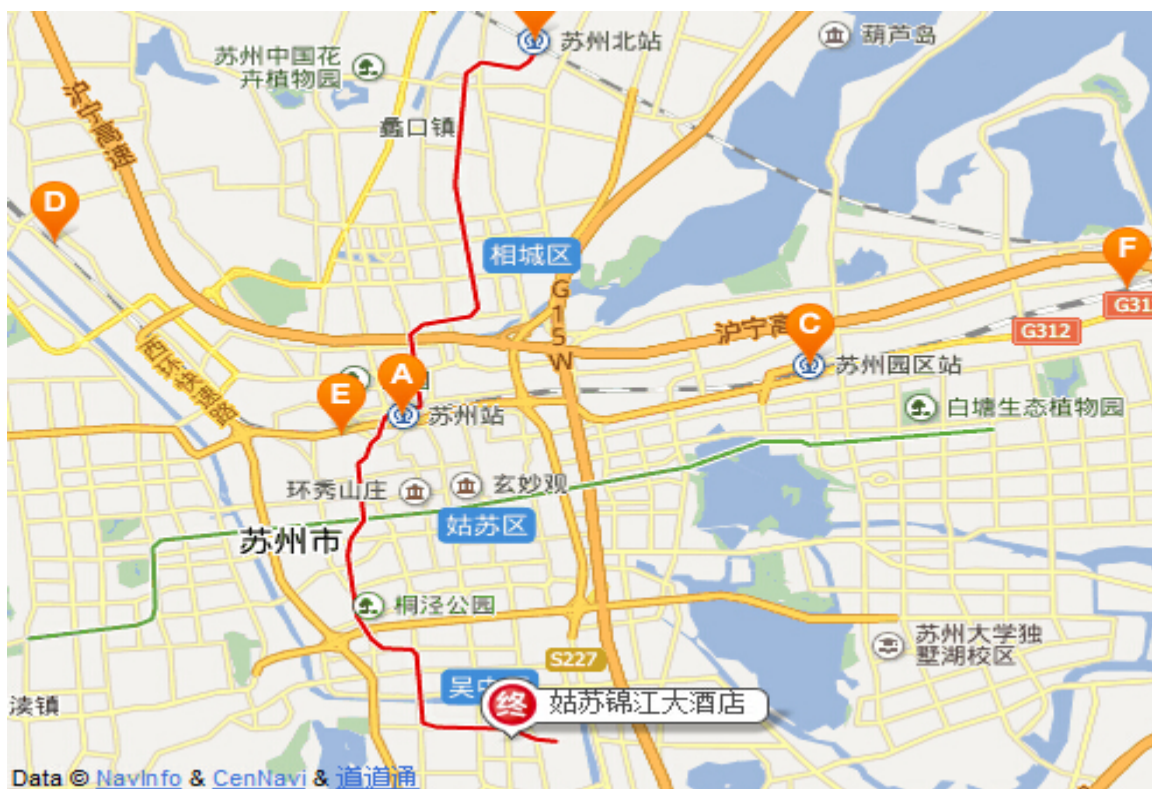 苏州北站
葫芦岛
苏州中国花
卉植物园
沪宁高速
蠡口镇
D
相城区
F
G15W
G312
沪宁高
C
苏州园区站
西环快速路
A
E
苏州站
白塘生态植物园
环秀山庄
玄妙观
姑苏区
苏州市
桐泾公园
苏州大学独
墅湖校区
S227
吴中
终
姑苏锦江大酒店
渎镇
Data © NavInfo & CenNavi & 道道通